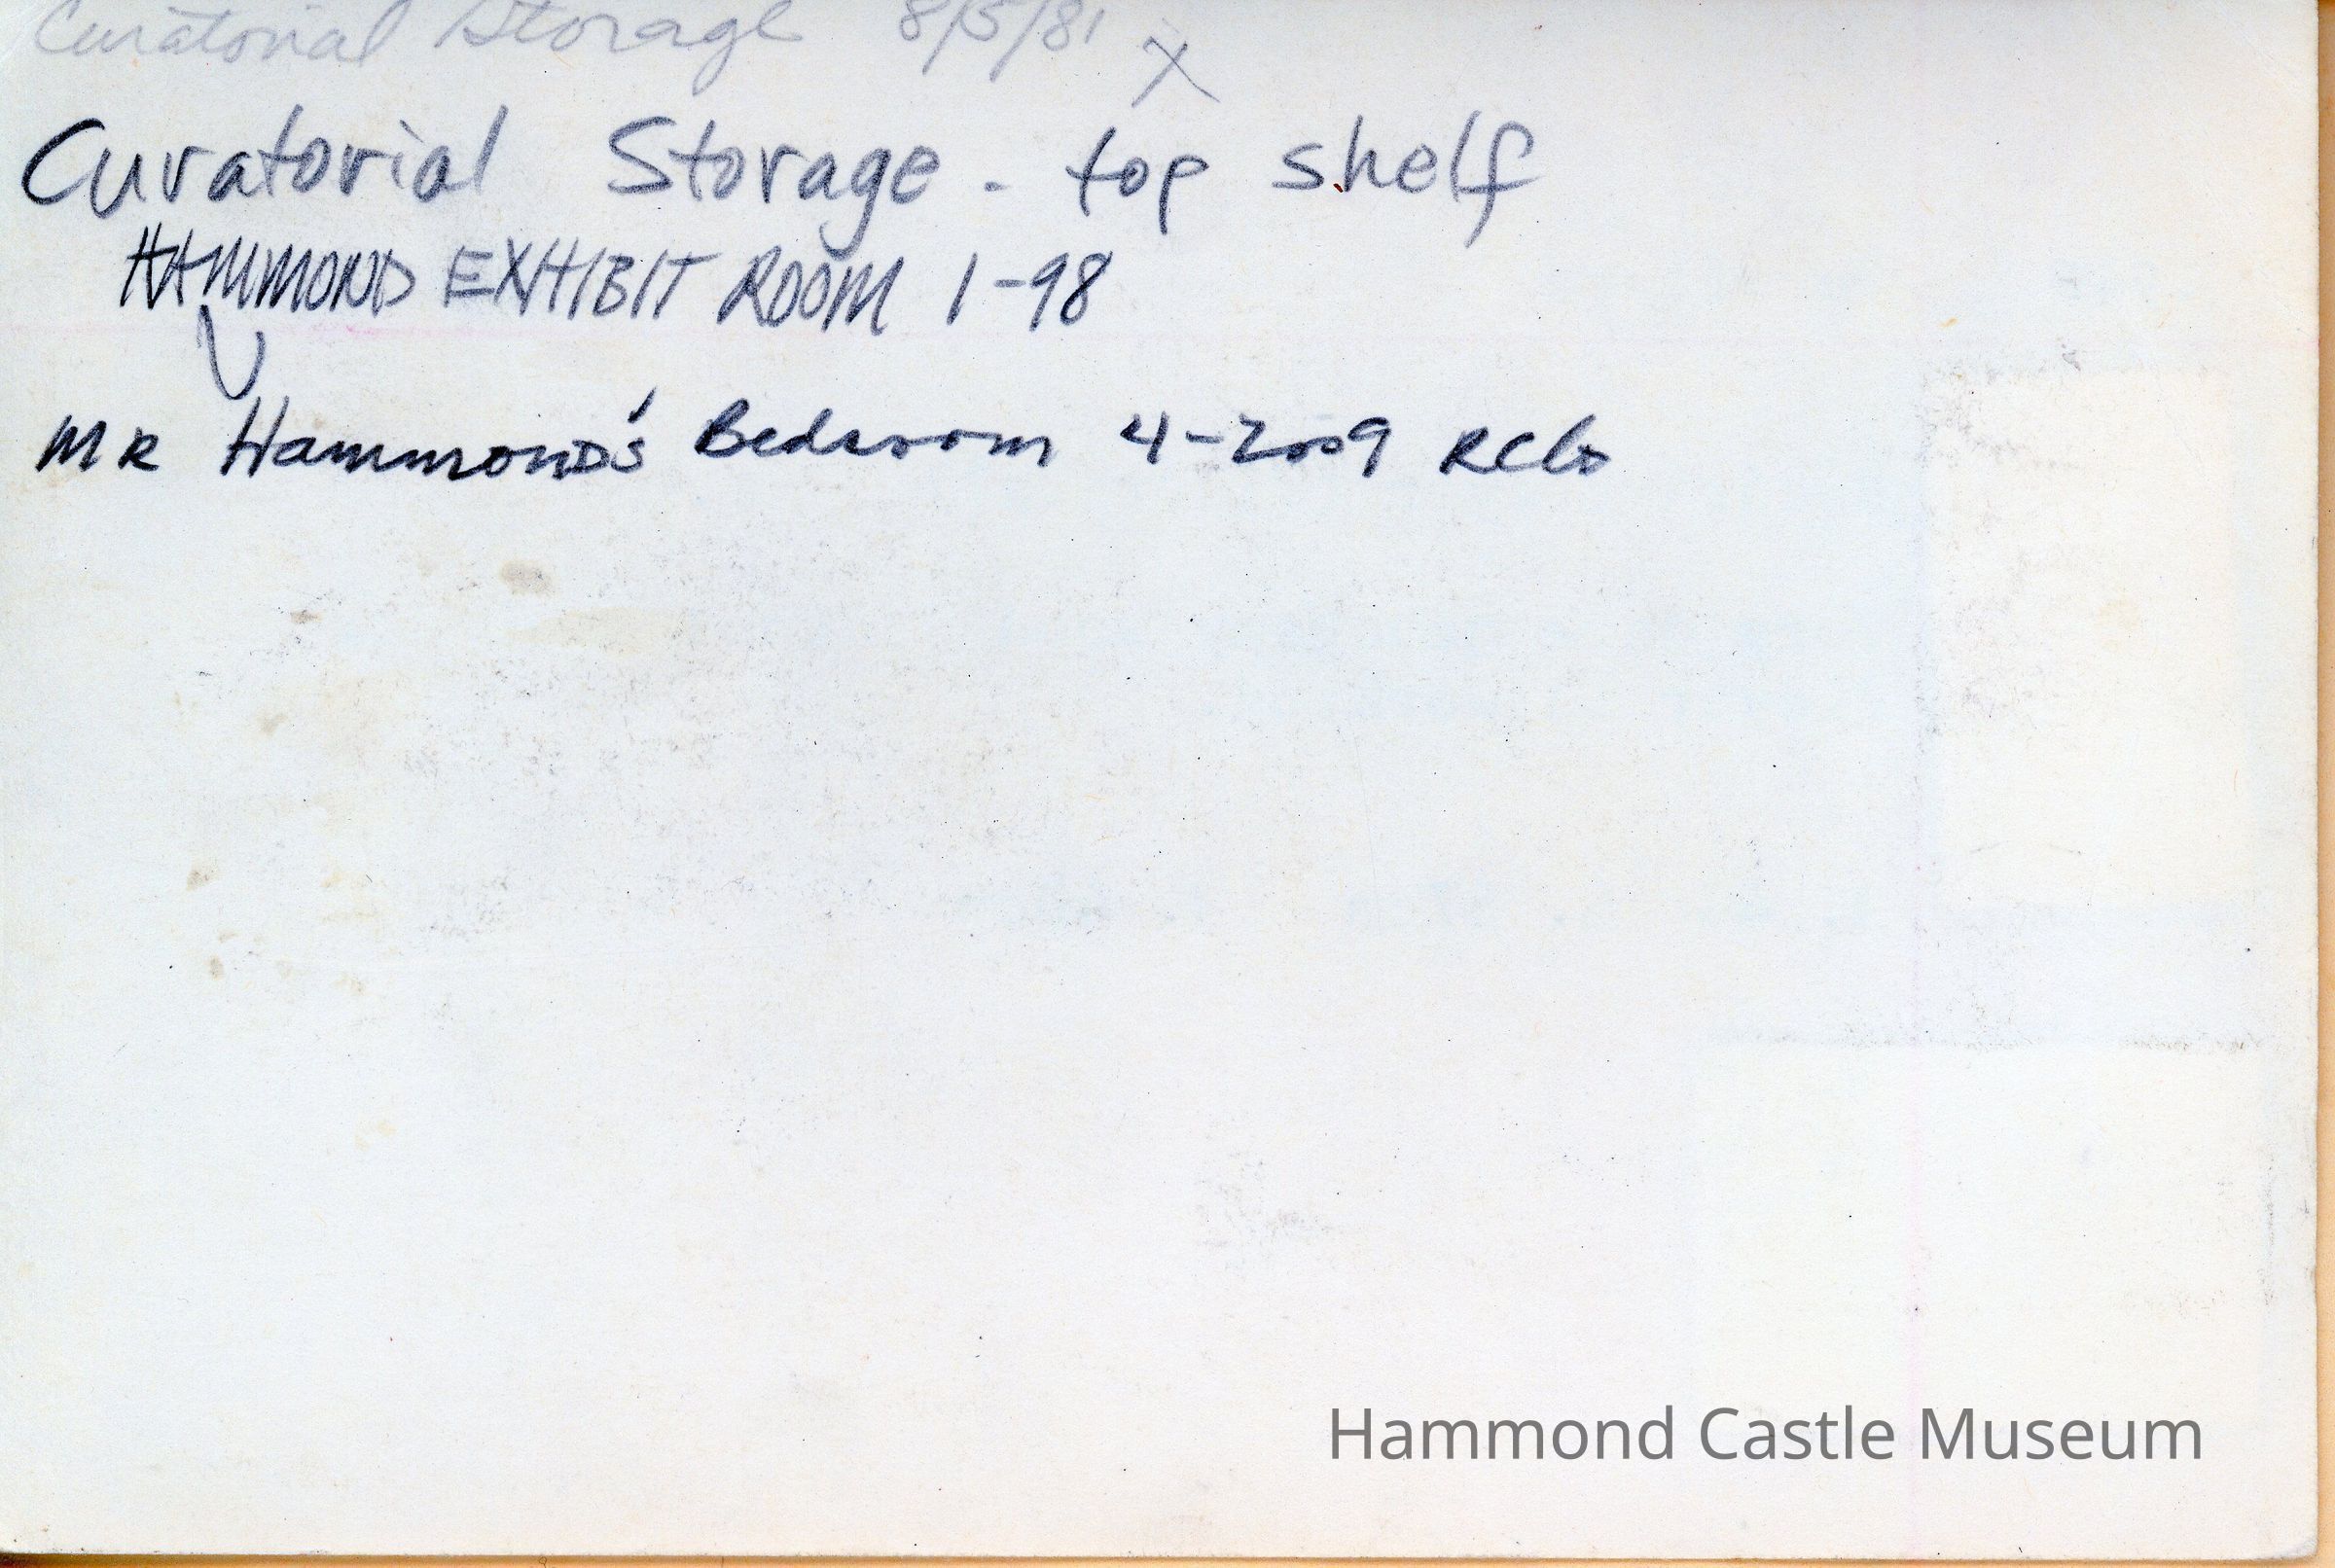 Curatorial Storage 8/5/81 X
Curatorial Storage - top shelf
HAMMOND EXHIBIT ROOM 1-98
MR Hammond's Bedroom 4-2009
Hammond Castle Museum